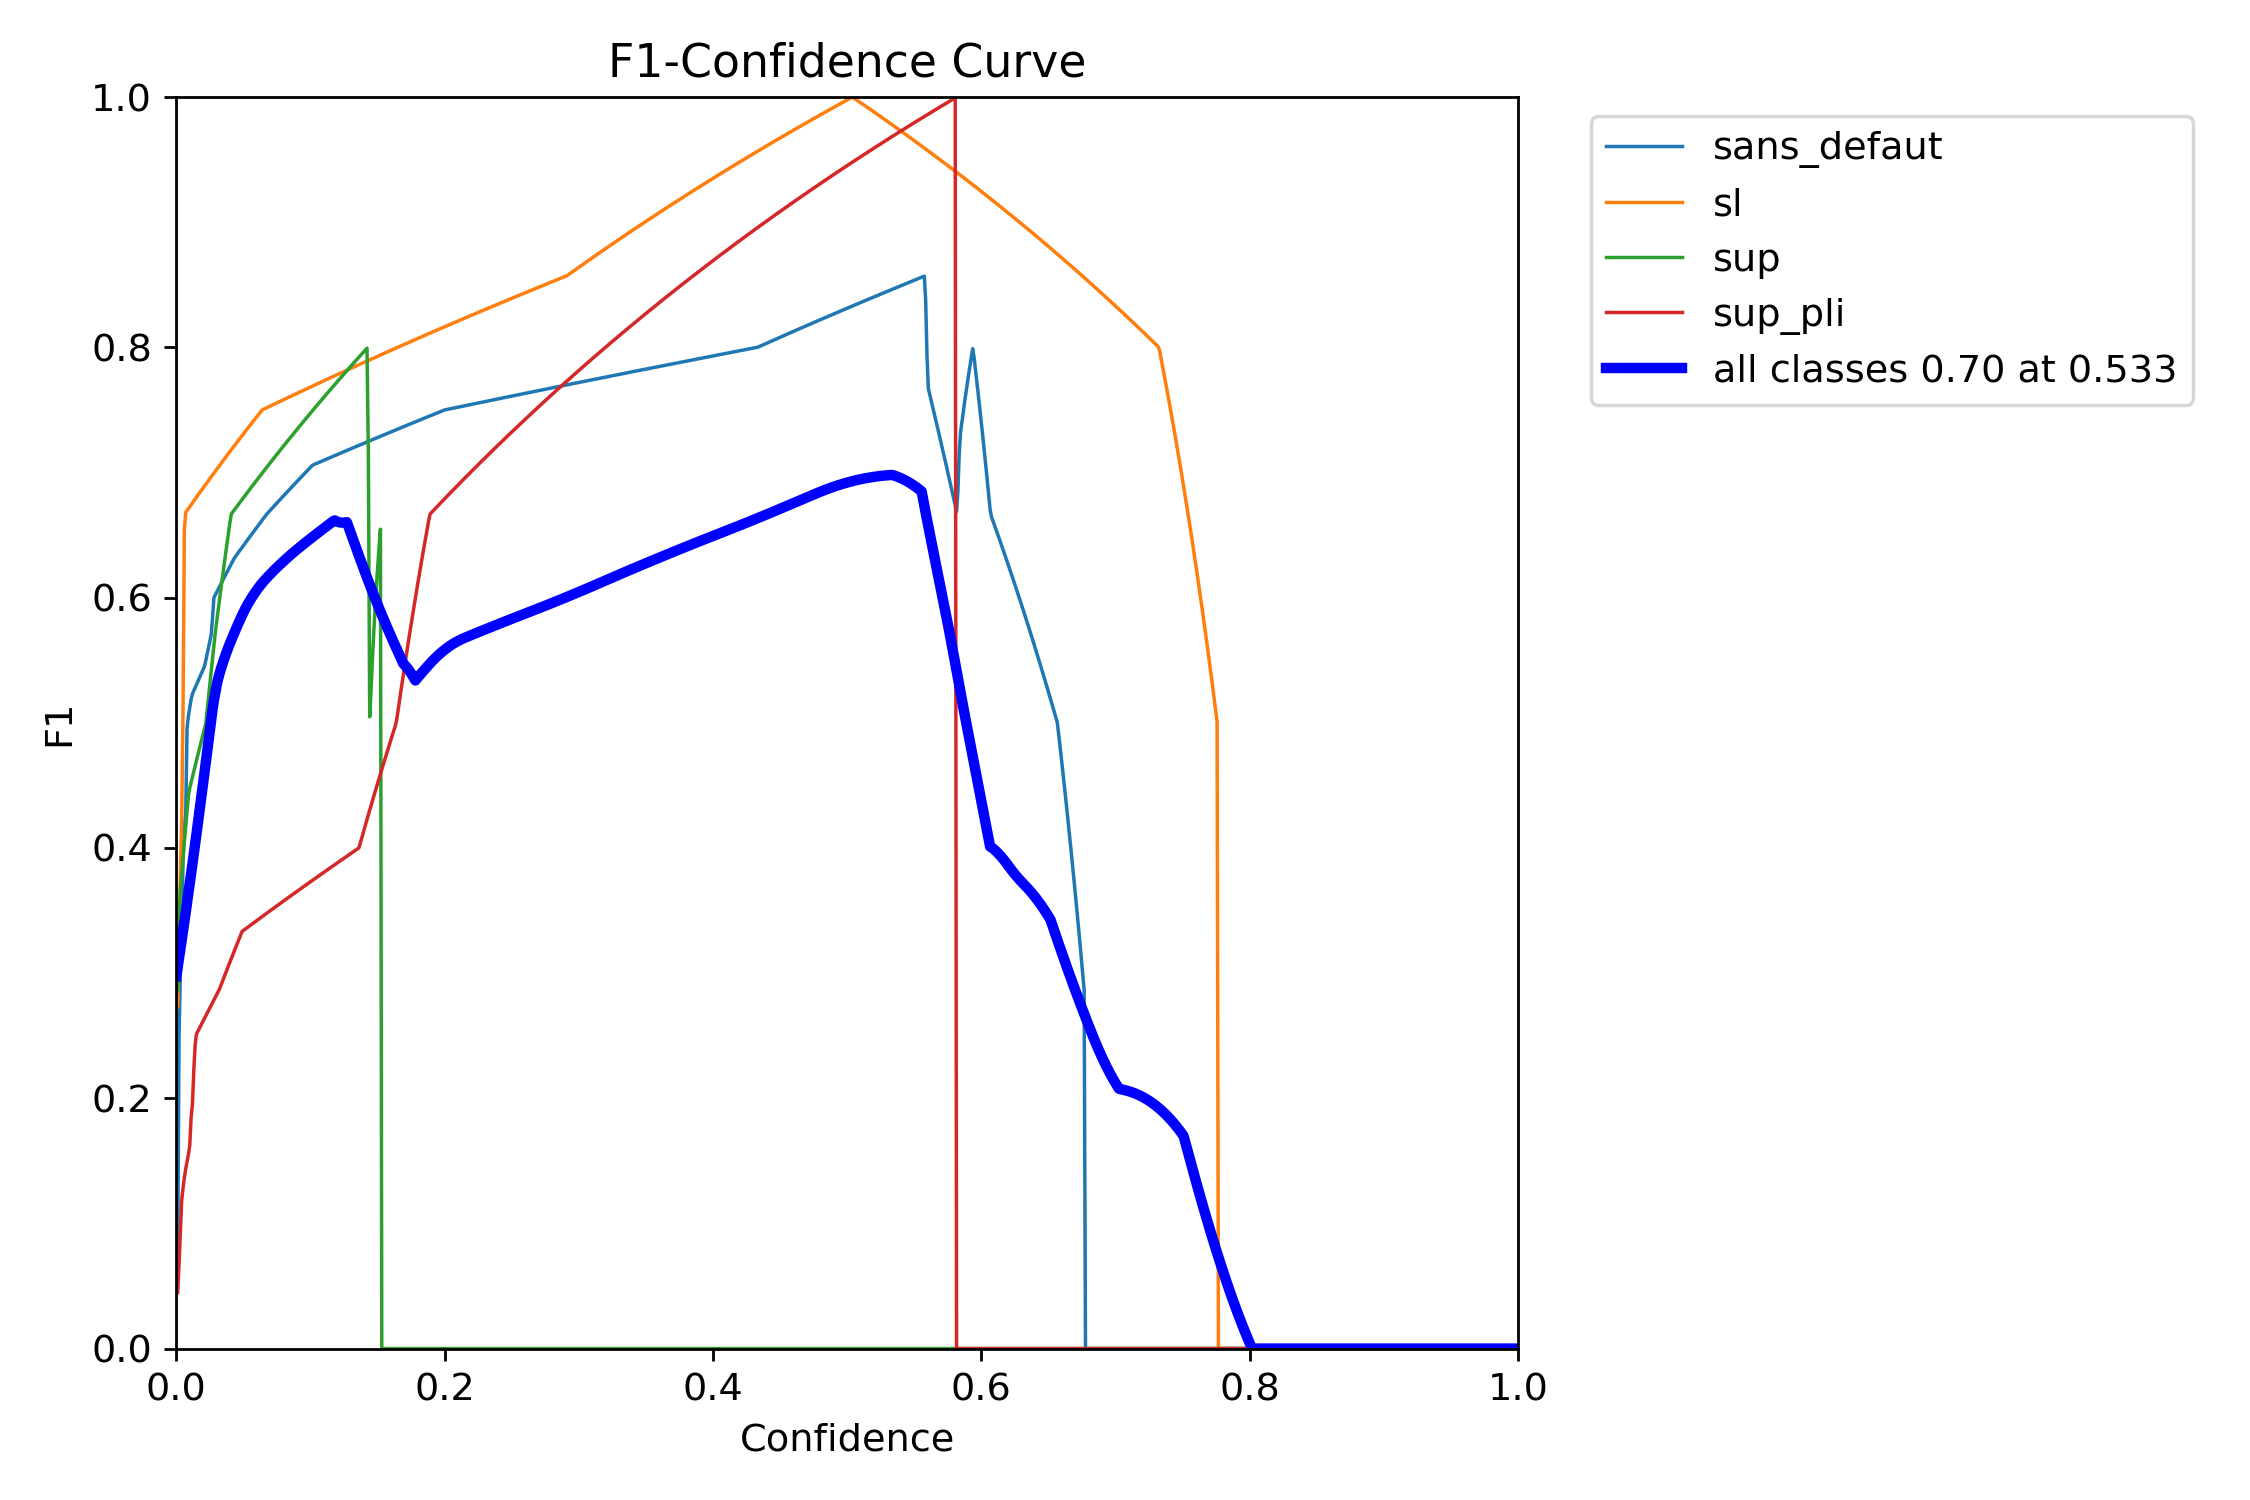 F1-Confidence Curve
1.0
0.8
0.6
0.4
0.2
0.0
F1
0.0 0.2 0.4 0.6 0.8 1.0
Confidence
sans_defaut
sl
sup
sup_pli
all classes 0.70 at 0.533